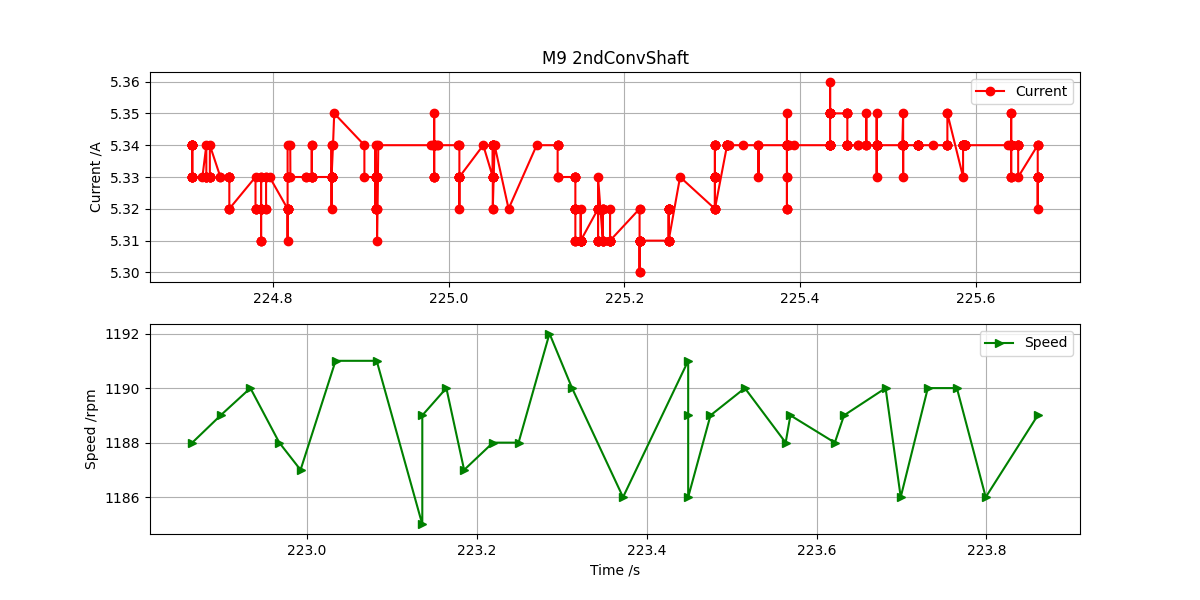 M9 2ndConvShaft
5.36
5.35
5.34
5.33
5.32
5.31
5.30
Current /A
Current
224.8 225.0 225.2 225.4 225.6
1192
1190
1188
1186
Speed /rpm
Speed
223.0 223.2 223.4 223.6 223.8
Time /s